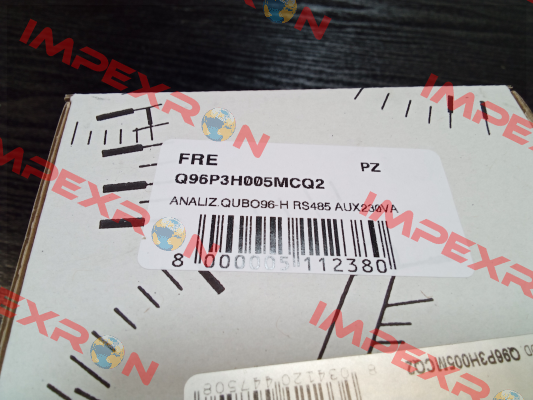 IMPEXRON
IMPEXRON
FRE PZ
Q96P3H005MCQ2
ANALIZ.QUBO96-H RS485 AUX230VA
8 000005 112380
Q96P3H005MCQ2
IMPEXRON
IMPEXRON